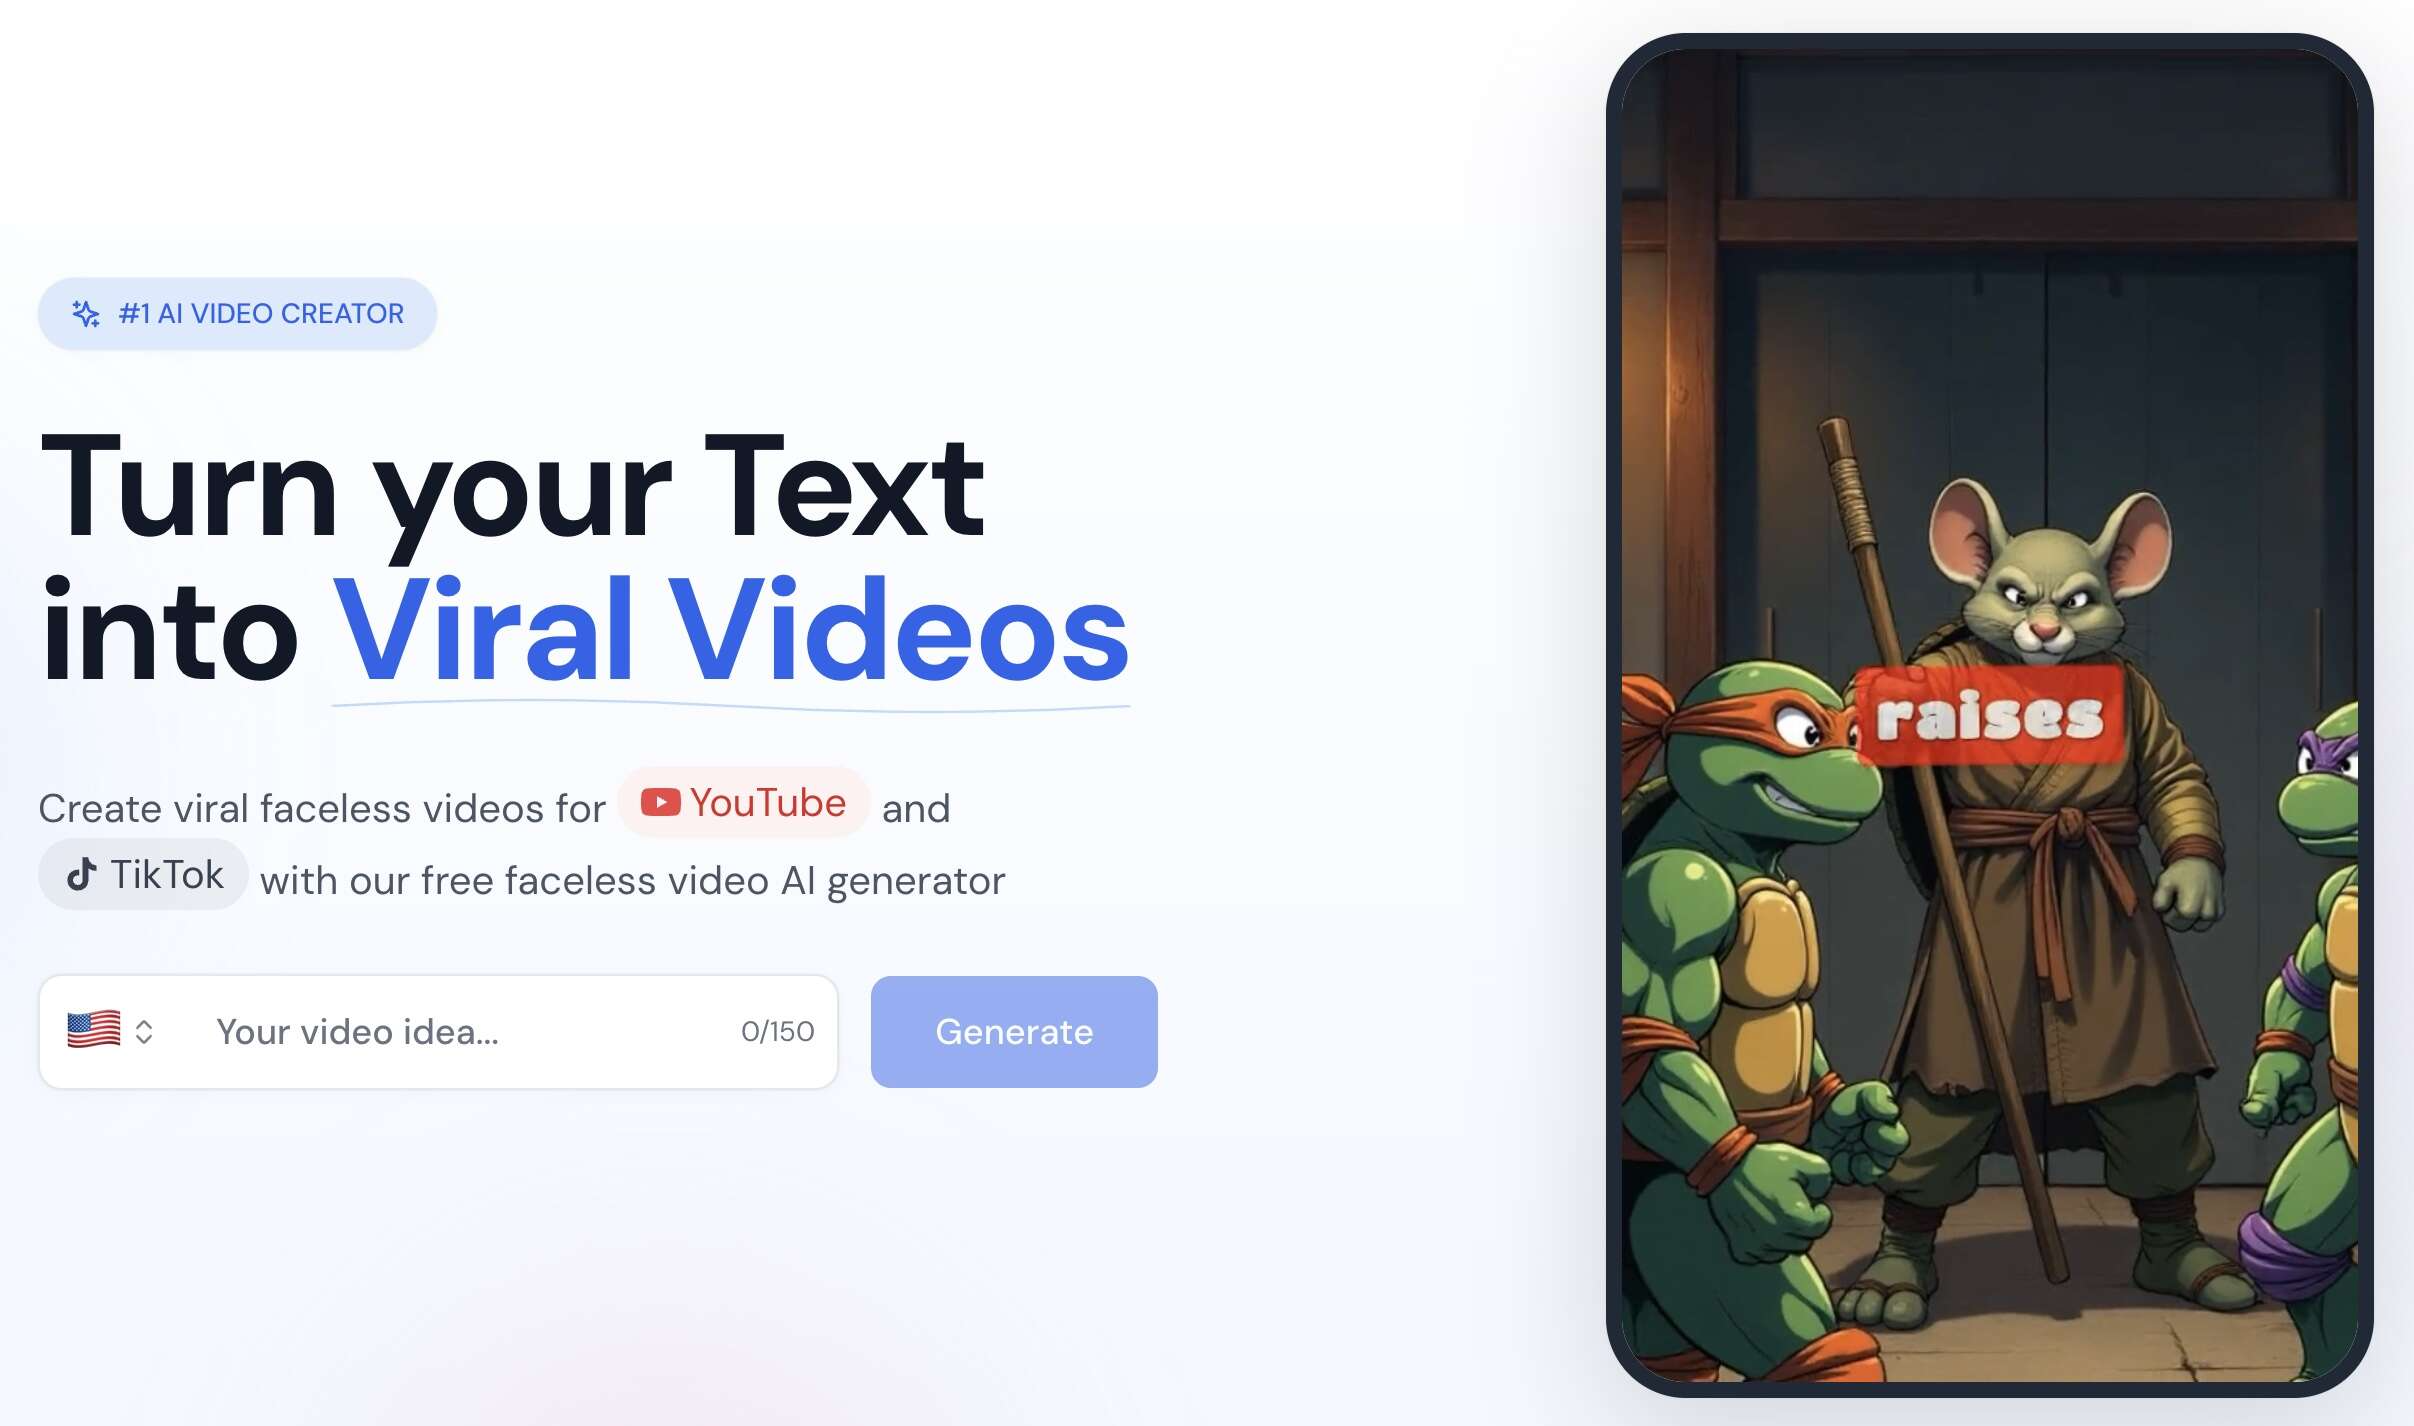 #1 AI VIDEO CREATOR
Turn your Text
into Viral Videos
Create viral faceless videos for YouTube and
TikTok with our free faceless video AI generator
Your video idea... 0/150 Generate
raises